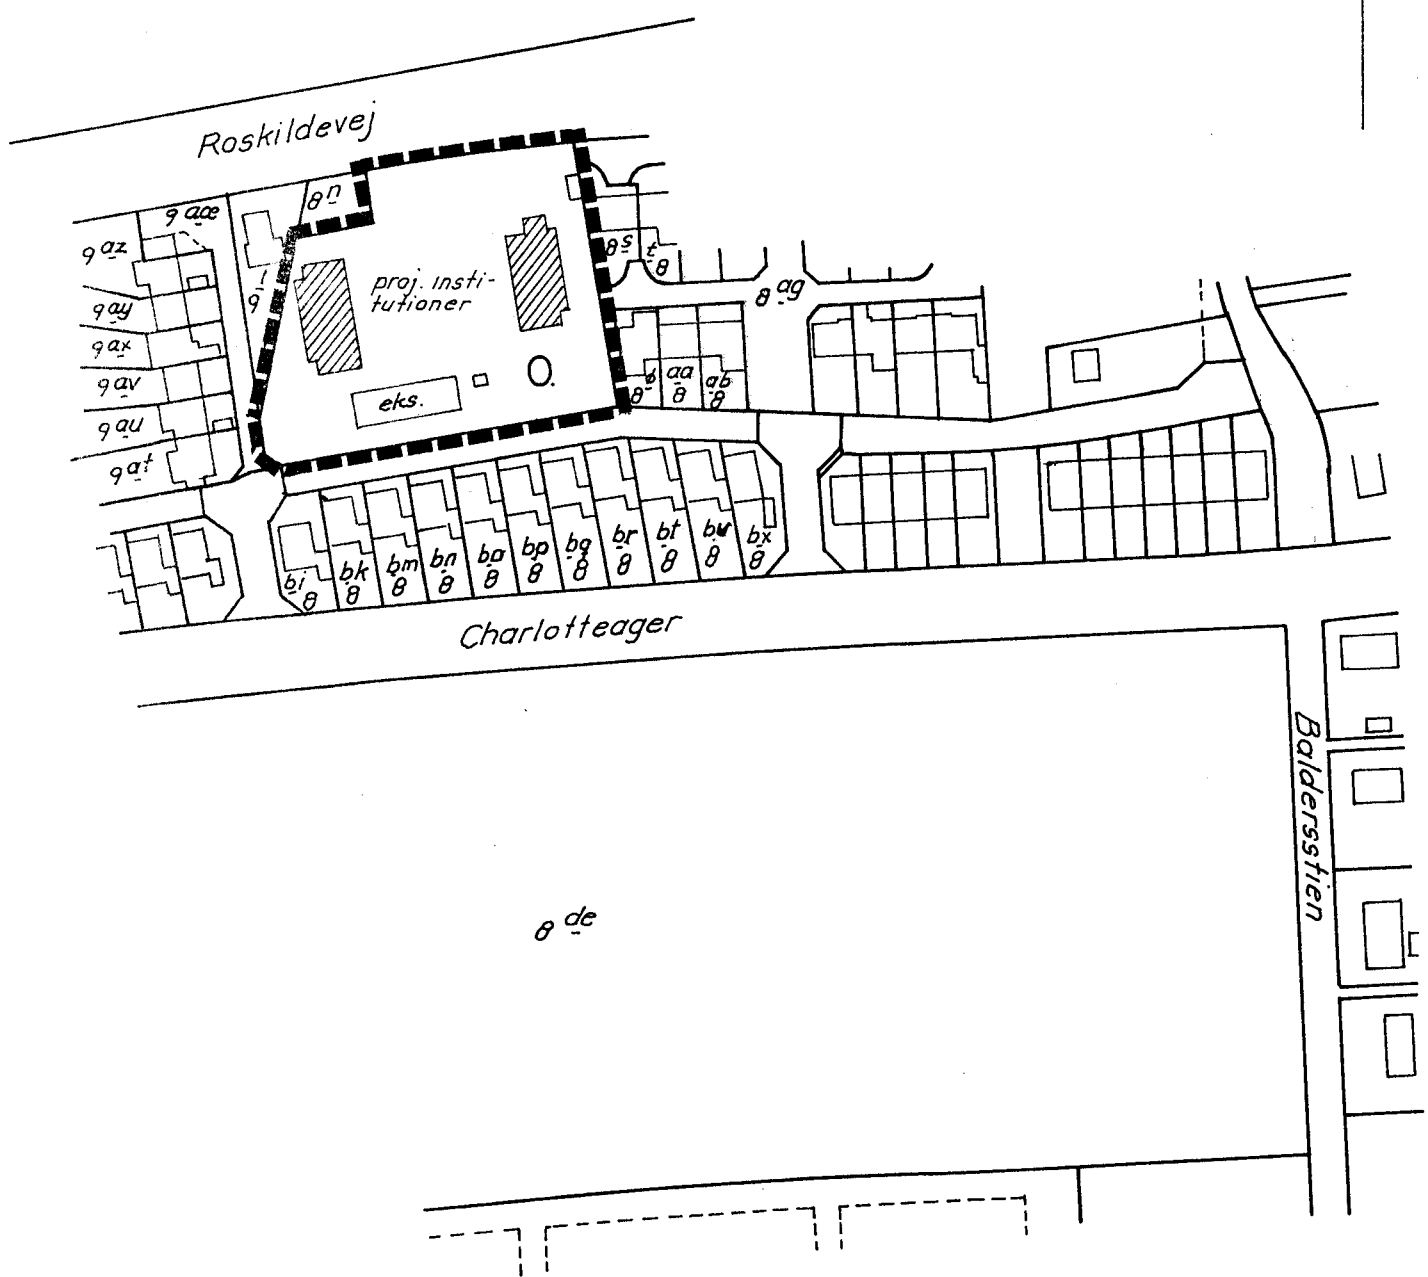 Roskildevej
8 n
9 aæ
9 az
9 ay
9 ax
9 av
9 au
9 at
9 l
proj. insti-
tutioner
eks.
8 s
t 8
8 ag
8 ø
aa 8
ab 8
bi 8
bk 8
bm 8
bn 8
bo 8
bp 8
bq 8
br 8
bt 8
bu 8
bx 8
Charlotteager
Baldersstien
8 de